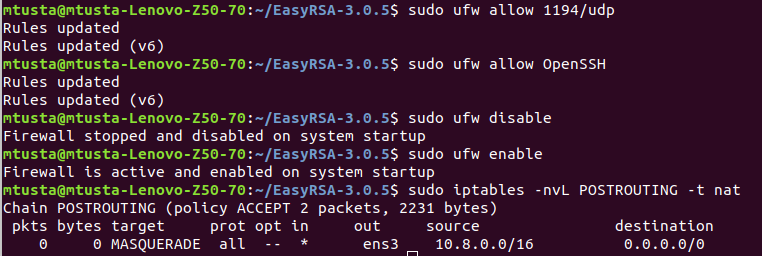 mtusta@mtusta-Lenovo-Z50-70:~/EasyRSA-3.0.5$ sudo ufw allow 1194/udp
Rules updated
Rules updated (v6)
mtusta@mtusta-Lenovo-Z50-70:~/EasyRSA-3.0.5$ sudo ufw allow OpenSSH
Rules updated
Rules updated (v6)
mtusta@mtusta-Lenovo-Z50-70:~/EasyRSA-3.0.5$ sudo ufw disable
Firewall stopped and disabled on system startup
mtusta@mtusta-Lenovo-Z50-70:~/EasyRSA-3.0.5$ sudo ufw enable
Firewall is active and enabled on system startup
mtusta@mtusta-Lenovo-Z50-70:~/EasyRSA-3.0.5$ sudo iptables -nvL POSTROUTING -t nat
Chain POSTROUTING (policy ACCEPT 2 packets, 2231 bytes)
 pkts bytes target     prot opt in     out     source               destination
    0     0 MASQUERADE  all  --  *      ens3    10.8.0.0/16          0.0.0.0/0